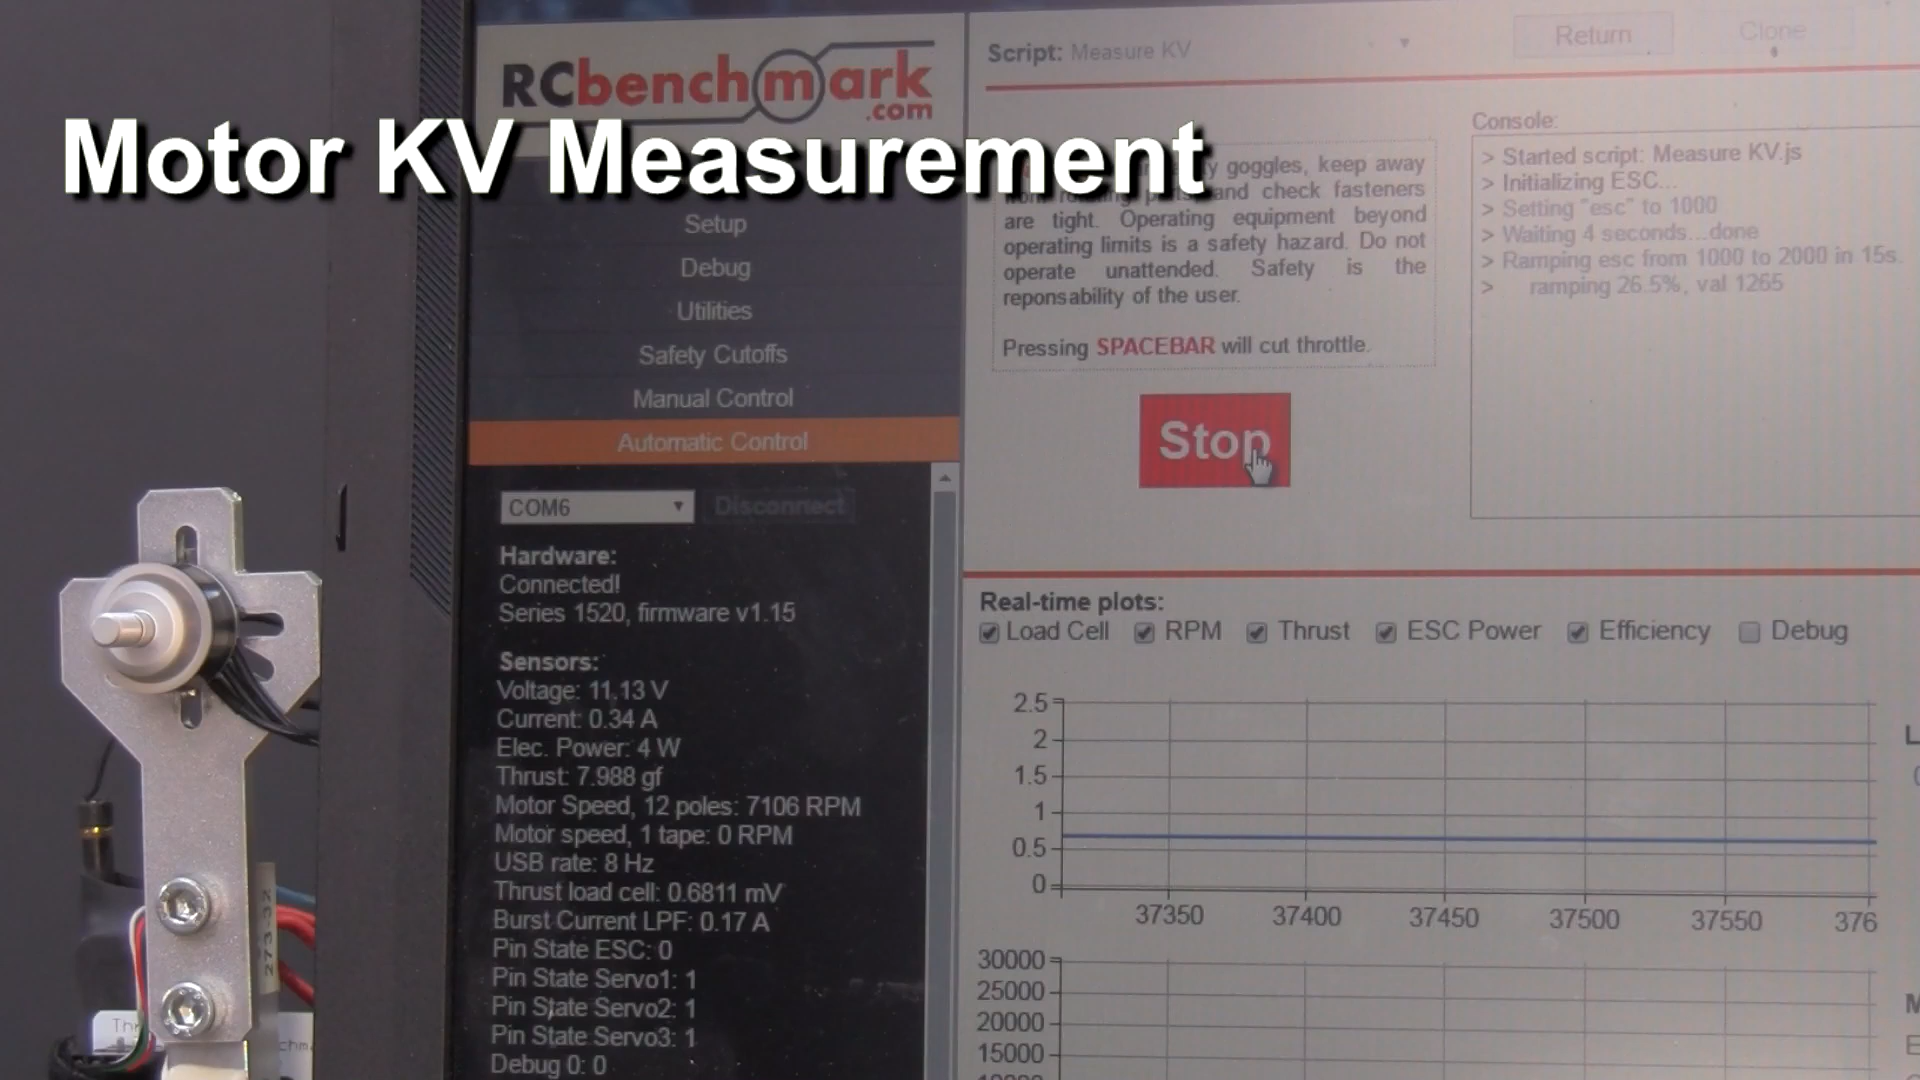 RCbenchmark
.com
Motor KV Measurement
Setup
Debug
Utilities
Safety Cutoffs
Manual Control
Automatic Control
COM6
Disconnect
Hardware:
Connected!
Series 1520, firmware v1.15
Sensors:
Voltage: 11.13 V
Current: 0.34 A
Elec. Power: 4 W
Thrust: 7.988 gf
Motor Speed, 12 poles: 7106 RPM
Motor speed, 1 tape: 0 RPM
USB rate: 8 Hz
Thrust load cell: 0.6811 mV
Burst Current LPF: 0.17 A
Pin State ESC: 0
Pin State Servo1: 1
Pin State Servo2: 1
Pin State Servo3: 1
Debug 0: 0
Script: Measure KV
Return
Clone
goggles, keep away
and check fasteners
are tight. Operating equipment beyond
operating limits is a safety hazard. Do not
operate unattended. Safety is the
reponsability of the user.
Pressing SPACEBAR will cut throttle.
Stop
Console:
> Started script: Measure KV.js
> Initializing ESC...
> Setting "esc" to 1000
> Waiting 4 seconds...done
> Ramping esc from 1000 to 2000 in 15s.
> ramping 26.5%, val 1265
Real-time plots:
Load Cell RPM Thrust ESC Power Efficiency Debug
2.5
2
1.5
1
0.5
0
37350 37400 37450 37500 37550 376
30000
25000
20000
15000
273-32